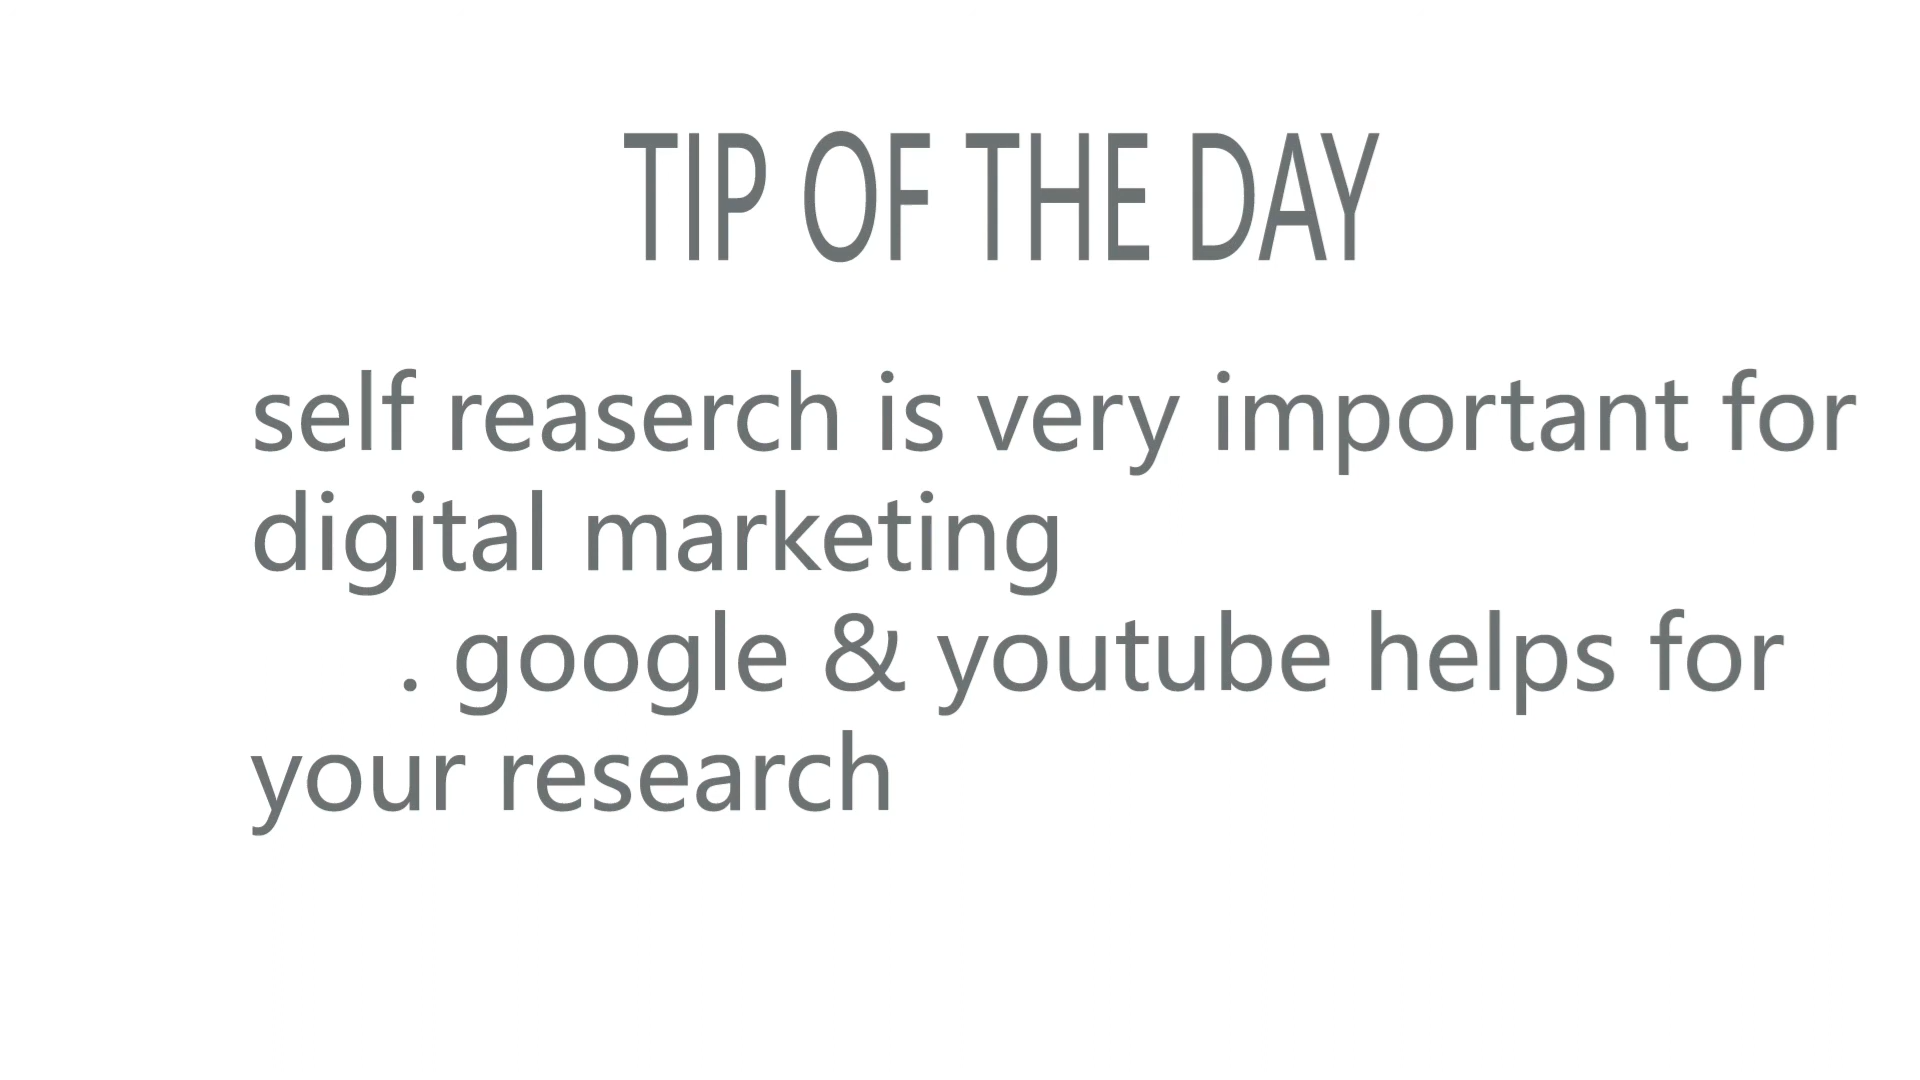 TIP OF THE DAY
self reaserch is very important for
digital marketing
. google & youtube helps for
your research